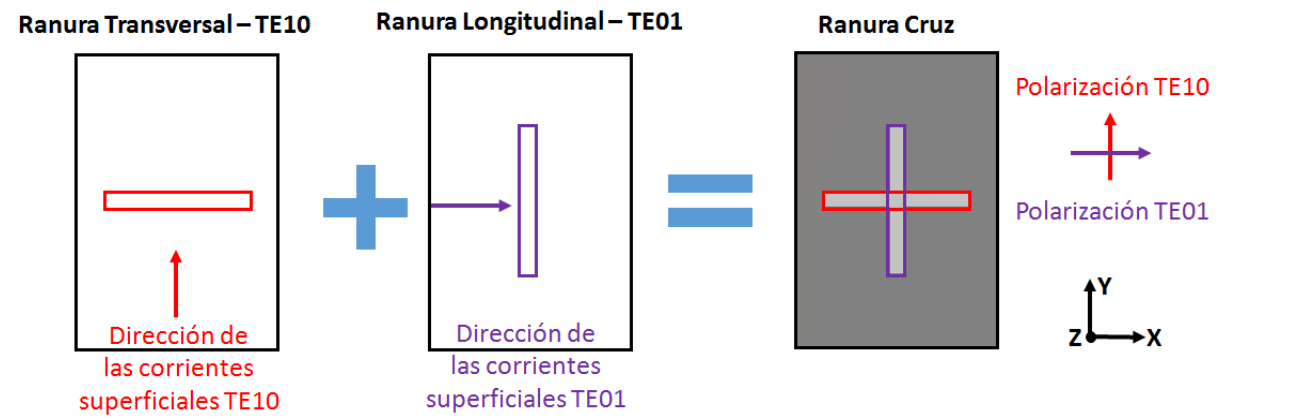 Ranura Transversal – TE10
Ranura Longitudinal – TE01
Ranura Cruz
Dirección de
las corrientes
superficiales TE10
Dirección de
las corrientes
superficiales TE01
Polarización TE10
Polarización TE01
Y
Z
X